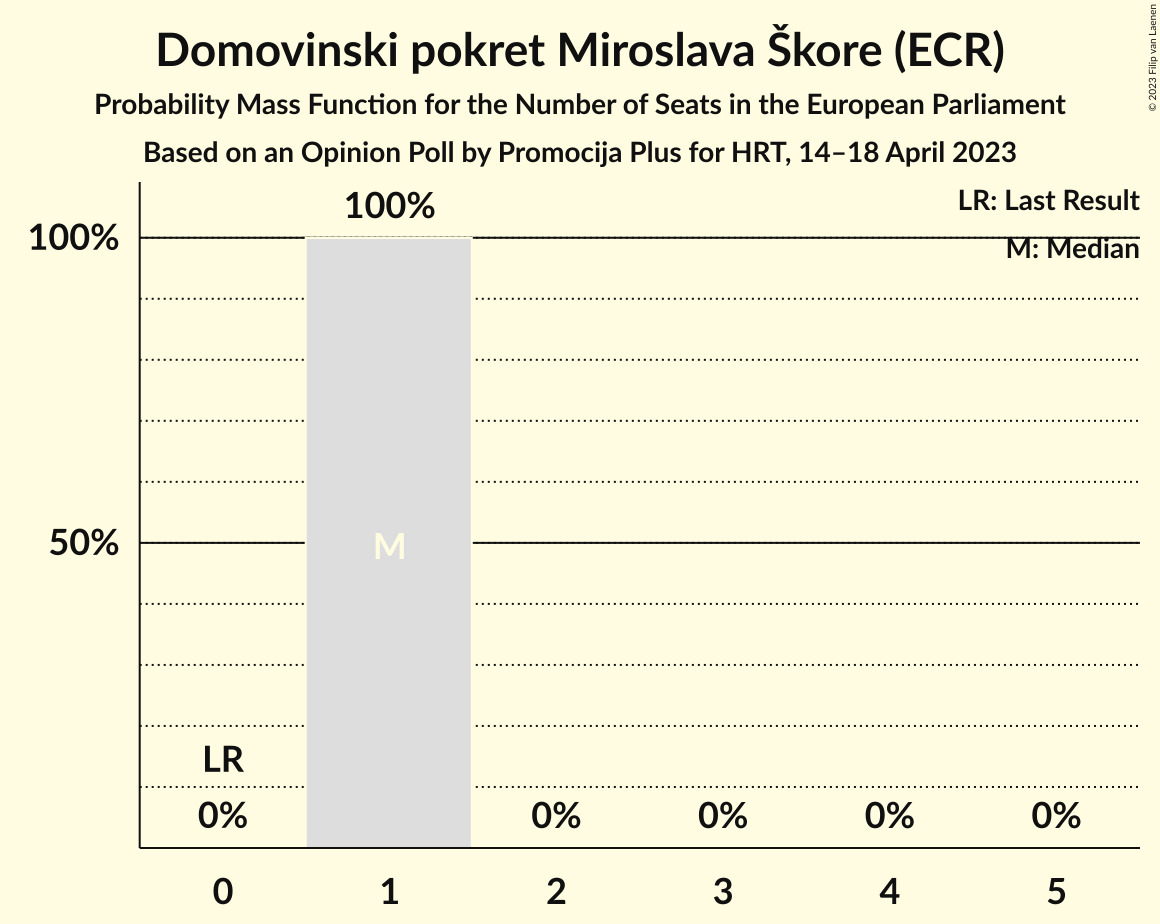 Domovinski pokret Miroslava Škore (ECR)
Probability Mass Function for the Number of Seats in the European Parliament
Based on an Opinion Poll by Promocija Plus for HRT, 14–18 April 2023
© 2023 Filip van Laenen
LR: Last Result
M: Median
100%
100%
50%
M
LR
0%
0%
0%
0%
0%
0
1
2
3
4
5